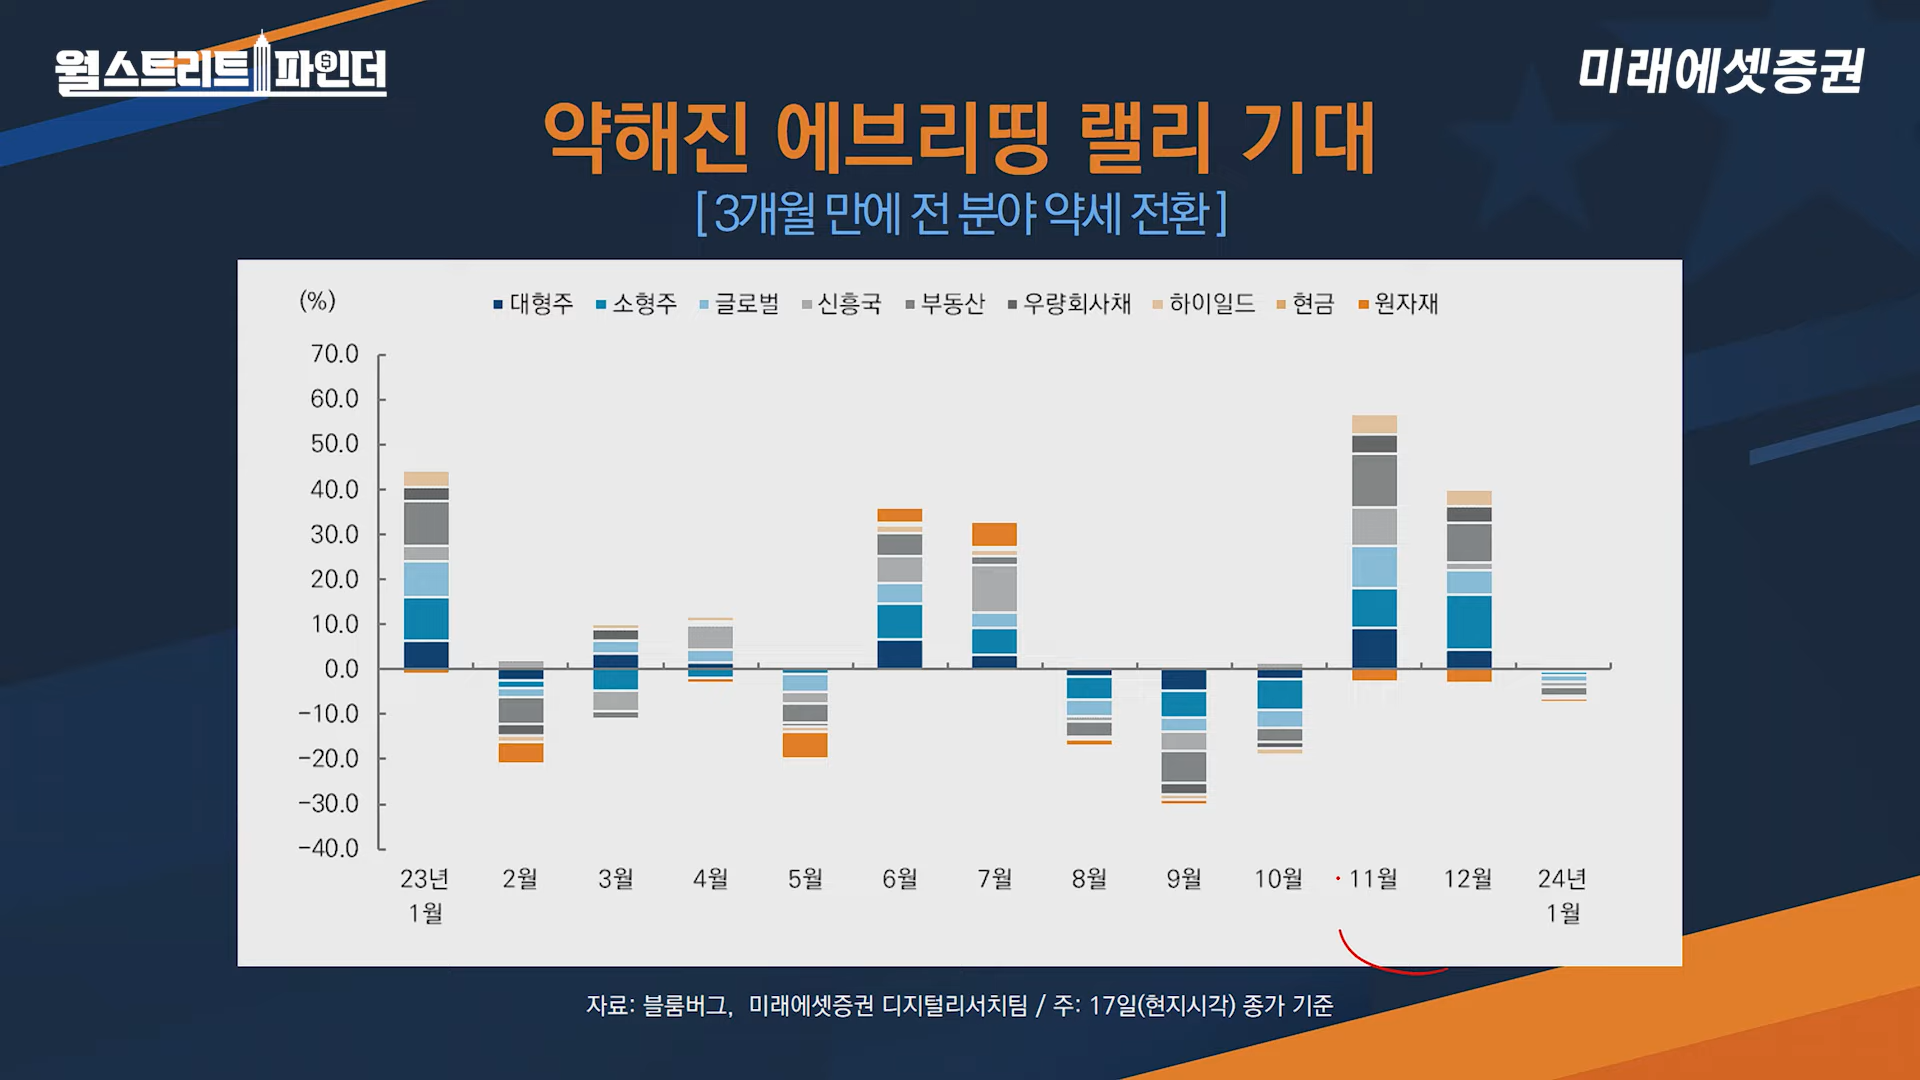 월스트리트 파인더
미래에셋증권
약해진 에브리띵 랠리 기대
[ 3개월 만에 전 분야 약세 전환 ]
(%)
대형주 소형주 글로벌 신흥국 부동산 우량회사채 하이일드 현금 원자재
70.0
60.0
50.0
40.0
30.0
20.0
10.0
0.0
-10.0
-20.0
-30.0
-40.0
23년 2월 3월 4월 5월 6월 7월 8월 9월 10월 11월 12월 24년
1월 1월
자료: 블룸버그, 미래에셋증권 디지털리서치팀 / 주: 17일(현지시각) 종가 기준